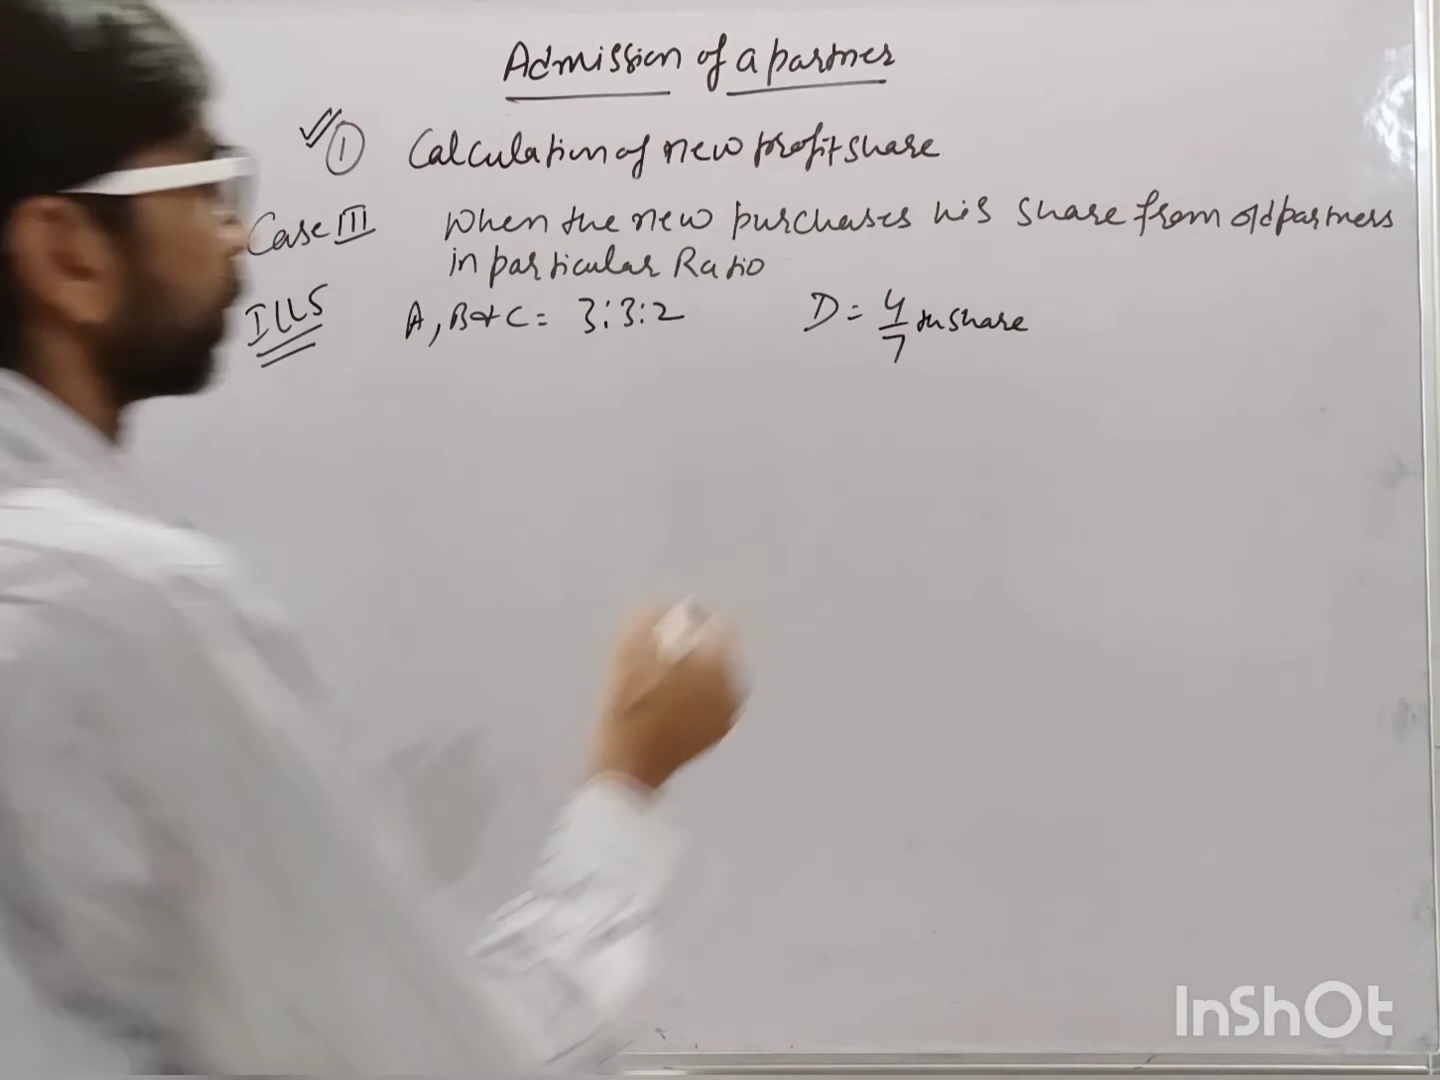 Admission of a partner
① Calculation of new profit share
Case III When the new purchases his share from old partners
in particular Ratio
ILLS A, B & C = 3:3:2 D = 4/7 th share
InShOt